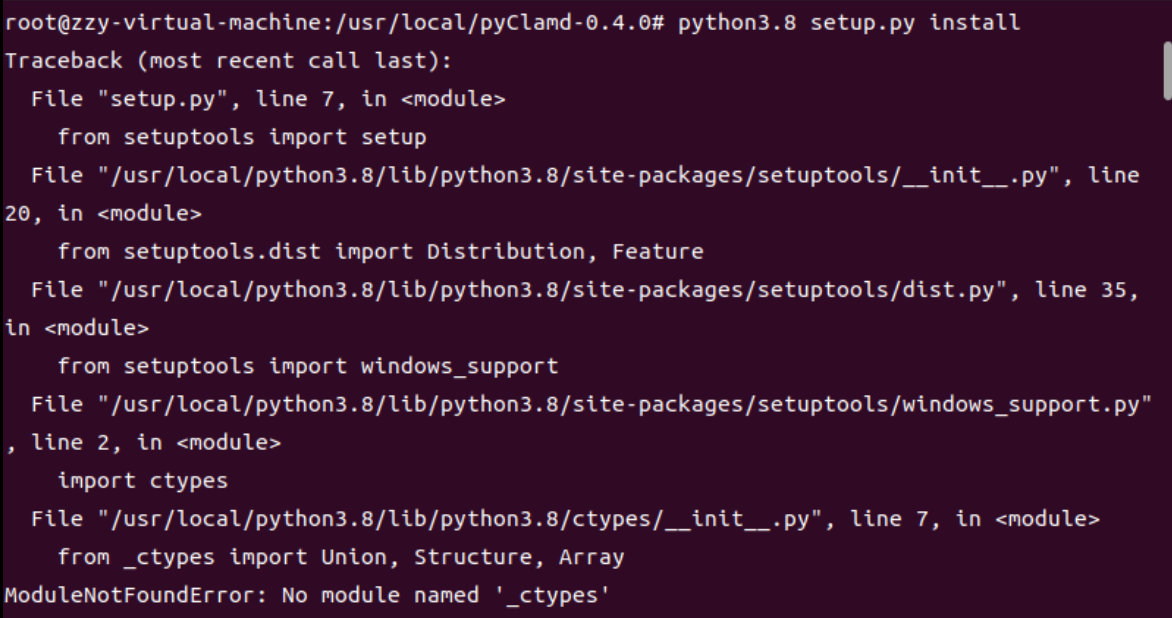 root@zzy-virtual-machine:/usr/local/pyClamd-0.4.0# python3.8 setup.py install
Traceback (most recent call last):
  File "setup.py", line 7, in <module>
    from setuptools import setup
  File "/usr/local/python3.8/lib/python3.8/site-packages/setuptools/__init__.py", line
20, in <module>
    from setuptools.dist import Distribution, Feature
  File "/usr/local/python3.8/lib/python3.8/site-packages/setuptools/dist.py", line 35,
in <module>
    from setuptools import windows_support
  File "/usr/local/python3.8/lib/python3.8/site-packages/setuptools/windows_support.py"
, line 2, in <module>
    import ctypes
  File "/usr/local/python3.8/lib/python3.8/ctypes/__init__.py", line 7, in <module>
    from _ctypes import Union, Structure, Array
ModuleNotFoundError: No module named '_ctypes'